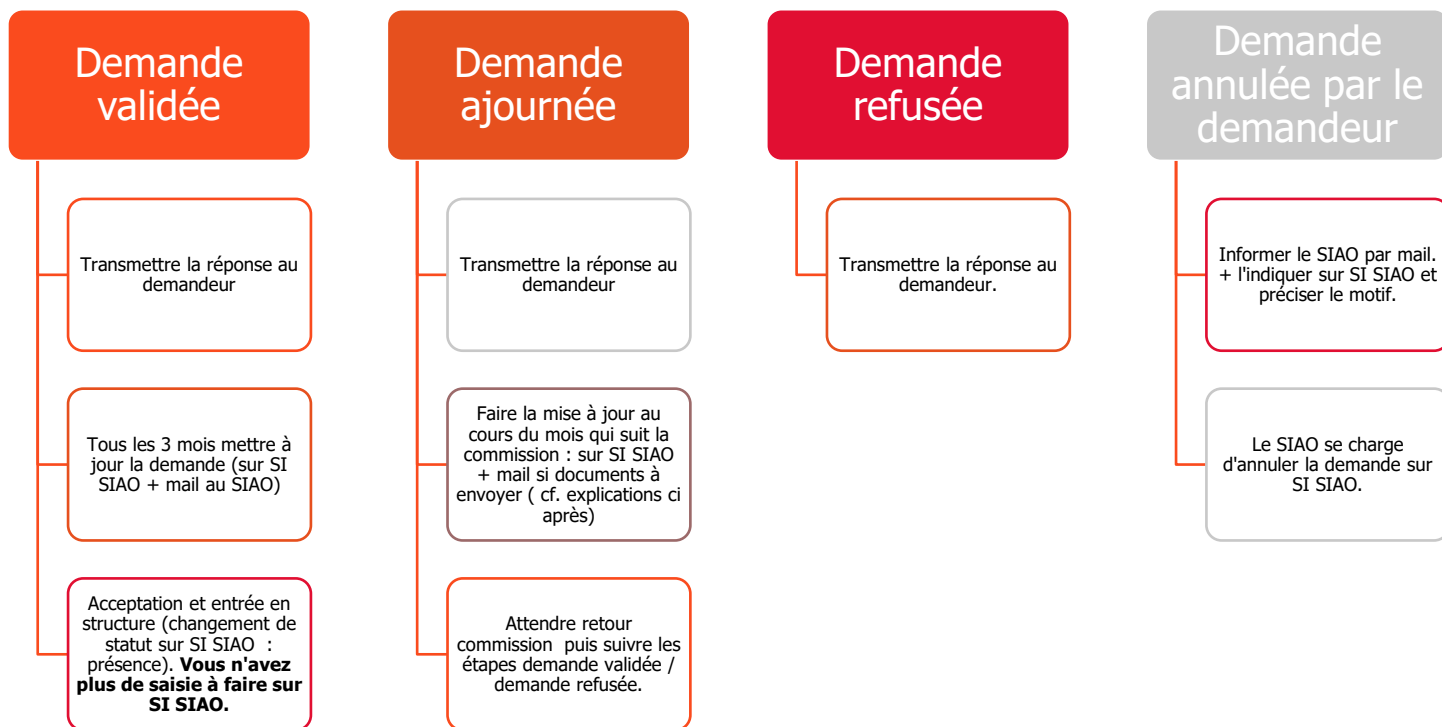 Demande
validée
Transmettre la réponse au
demandeur
Tous les 3 mois mettre à
jour la demande (sur SI
SIAO + mail au SIAO)
Acceptation et entrée en
structure (changement de
statut sur SI SIAO  :
présence). Vous n'avez
plus de saisie à faire sur
SI SIAO.
Demande
ajournée
Transmettre la réponse au
demandeur
Faire la mise à jour au
cours du mois qui suit la
commission : sur SI SIAO
+ mail si documents à
envoyer ( cf. explications ci
après)
Attendre retour
commission  puis suivre les
étapes demande validée /
demande refusée.
Demande
refusée
Transmettre la réponse au
demandeur.
Demande
annulée par le
demandeur
Informer le SIAO par mail.
+ l'indiquer sur SI SIAO et
préciser le motif.
Le SIAO se charge
d'annuler la demande sur
SI SIAO.